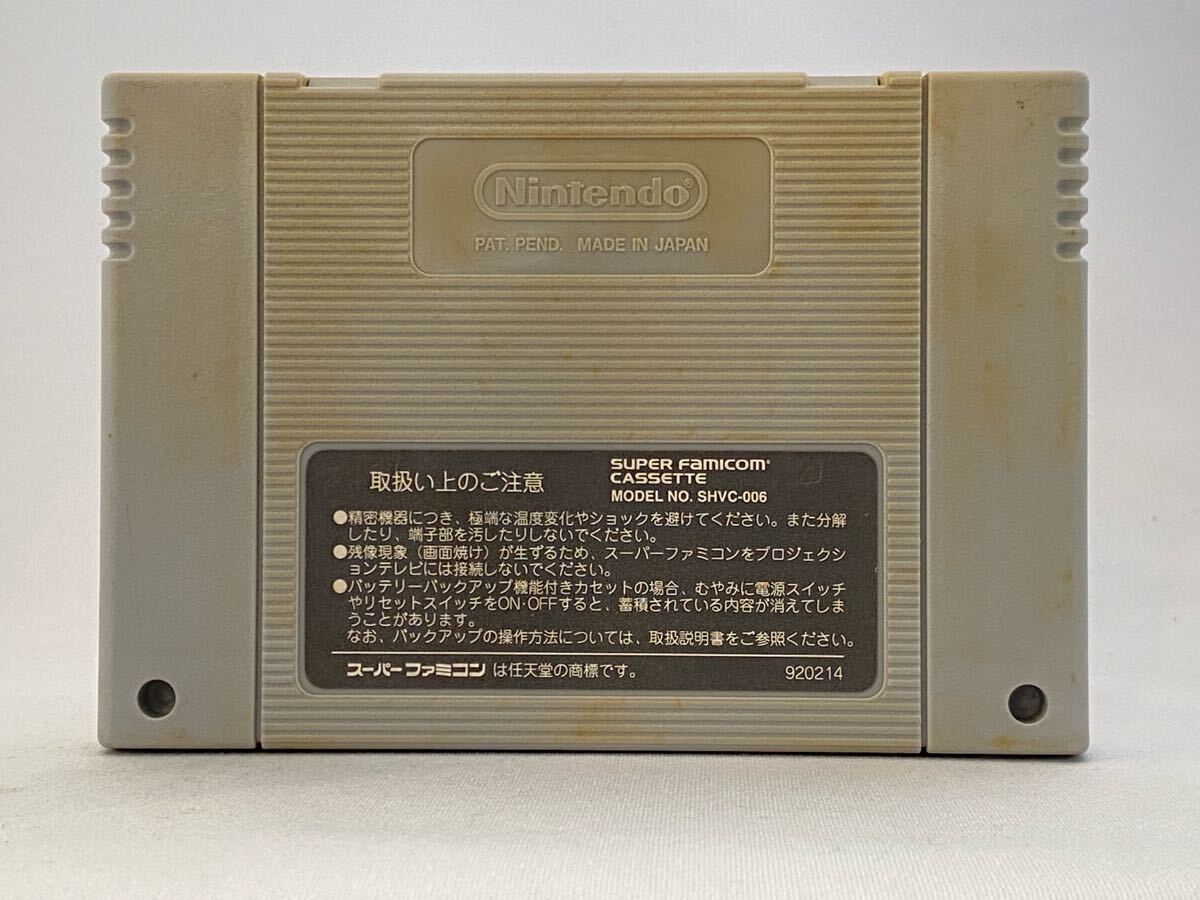 Nintendo®
PAT. PEND. MADE IN JAPAN
取扱い上のご注意
SUPER FAMICOM®
CASSETTE
MODEL NO. SHVC-006
●精密機器につき、極端な温度変化やショックを避けてください。また分解
したり、端子部を汚したりしないでください。
●残像現象（画面焼け）が生ずるため、スーパーファミコンをプロジェクシ
ョンテレビには接続しないでください。
●バッテリーバックアップ機能付きカセットの場合、むやみに電源スイッチ
やリセットスイッチをON・OFFすると、蓄積されている内容が消えてしま
うことがあります。
なお、バックアップの操作方法については、取扱説明書をご参照ください。
スーパーファミコンは任天堂の商標です。
920214